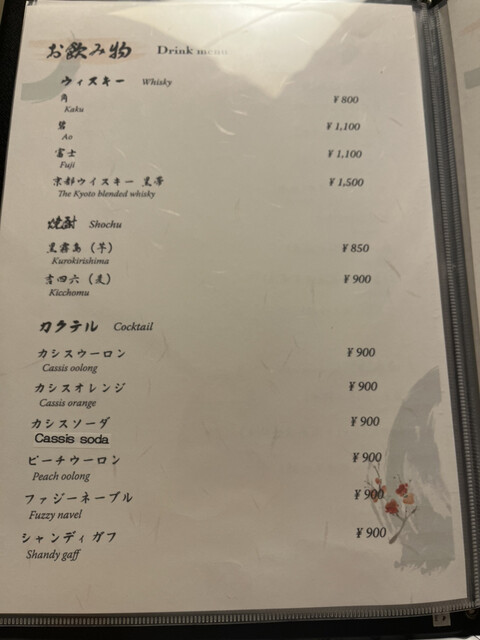 お飲み物 Drink menu
ウィスキー Whisky
角 ¥ 800
Kaku
碧 ¥ 1,100
Ao
富士 ¥ 1,100
Fuji
京都ウイスキー 黒帯 ¥ 1,500
The Kyoto blended whisky
焼酎 Shochu
黒霧島（芋） ¥ 850
Kurokirishima
吉四六（麦） ¥ 900
Kicchomu
カクテル Cocktail
カシスウーロン ¥ 900
Cassis oolong
カシスオレンジ ¥ 900
Cassis orange
カシスソーダ ¥ 900
Cassis soda
ピーチウーロン ¥ 900
Peach oolong
ファジーネーブル ¥ 900
Fuzzy navel
シャンディガフ ¥ 900
Shandy gaff